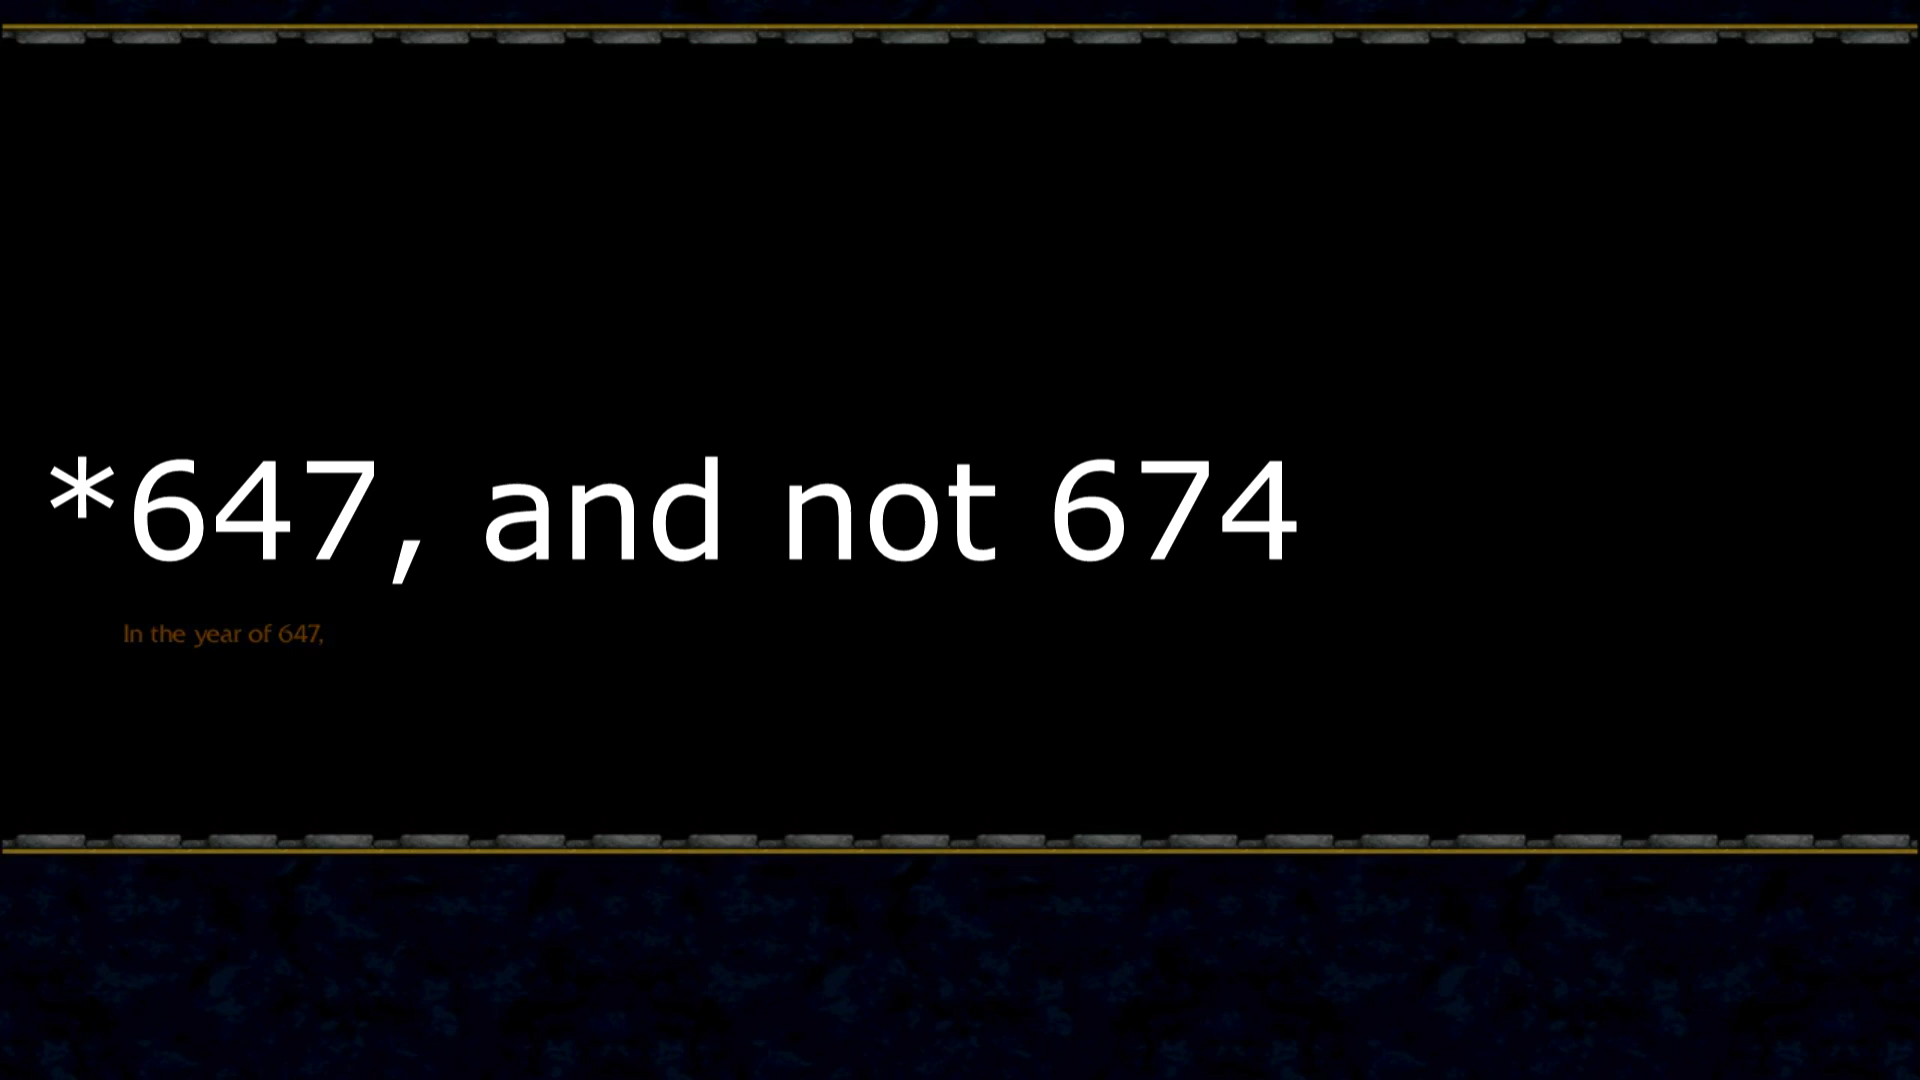 *647, and not 674
In the year of 647,